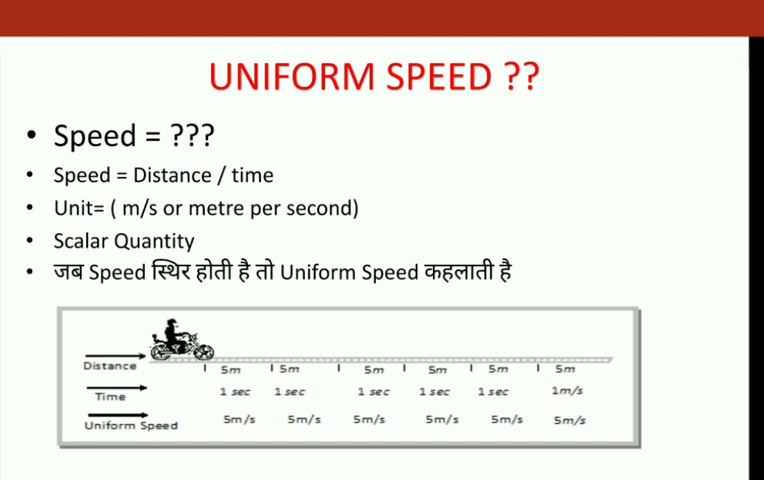 UNIFORM SPEED ??
• Speed = ???
• Speed = Distance / time
• Unit= ( m/s or metre per second)
• Scalar Quantity
• जब Speed स्थिर होती है तो Uniform Speed कहलाती है
Distance 5m 5m 5m 5m 5m 5m
Time 1 sec 1 sec 1 sec 1 sec 1 sec 1m/s
Uniform Speed 5m/s 5m/s 5m/s 5m/s 5m/s 5m/s